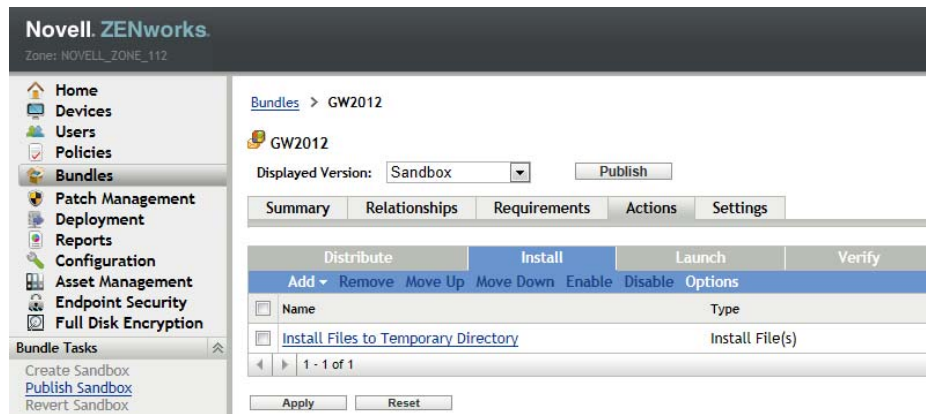 Novell. ZENworks.
Zone: NOVELL_ZONE_112
Home
Devices
Users
Policies
Bundles
Patch Management
Deployment
Reports
Configuration
Asset Management
Endpoint Security
Full Disk Encryption
Bundle Tasks
Create Sandbox
Publish Sandbox
Revert Sandbox
Bundles > GW2012
GW2012
Displayed Version: Sandbox Publish
Summary Relationships Requirements Actions Settings
Distribute Install Launch Verify
Add Remove Move Up Move Down Enable Disable Options
Name Type
Install Files to Temporary Directory Install File(s)
1 - 1 of 1
Apply Reset